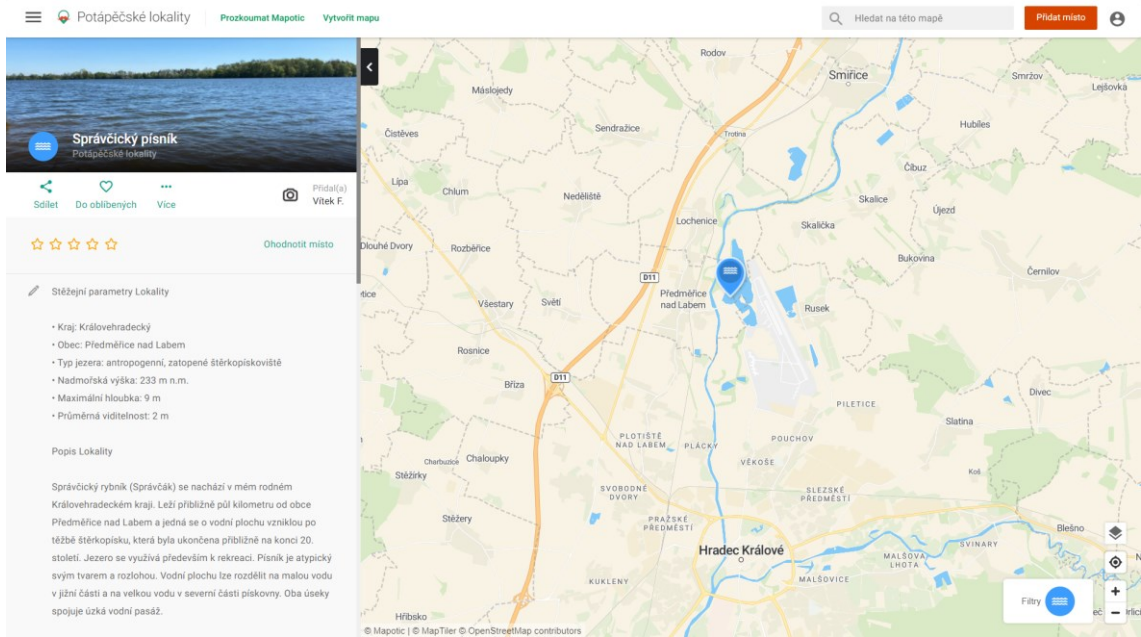 Potápěčské lokality
Prozkoumat Mapotic
Vytvořit mapu
Hledat na této mapě
Přidat místo
Správčický písník
Potápěčské lokality
Sdílet
Do oblíbených
Více
Přidal(a)
Vítek F.
Ohodnotit místo
Stěžejní parametry Lokality
• Kraj: Královehradecký
• Obec: Předměřice nad Labem
• Typ jezera: antropogenní, zatopené štěrkopískoviště
• Nadmořská výška: 233 m n.m.
• Maximální hloubka: 9 m
• Průměrná viditelnost: 2 m
Popis Lokality
Správčický rybník (Správčák) se nachází v mém rodném
Královehradeckém kraji. Leží přibližně půl kilometru od obce
Předměřice nad Labem a jedná se o vodní plochu vzniklou po
těžbě štěrkopísku, která byla ukončena přibližně na konci 20.
století. Jezero se využívá především k rekreaci. Písník je atypický
svým tvarem a rozlohou. Vodní plochu lze rozdělit na malou vodu
v jižní části a na velkou vodu v severní části pískovny. Oba úseky
spojuje úzká vodní pasáž.
Rodov
Smiřice
Smržov
Lejšovka
Máslojedy
Hubíles
Čistěves
Sendražice
Trotina
Číbuz
Lípa
Chlum
Neděliště
Skalice
Újezd
Lochenice
Skalička
Dlouhé Dvory
Rozběřice
Bukovina
Černilov
D11
Předměřice
nad Labem
Všestary
Světí
Rusek
Rosnice
D11
Bříza
Divec
PILETICE
Slatina
PLOTIŠTĚ
NAD LABEM
PLÁCKY
POUCHOV
Charbuzice
Chaloupky
VĚKOŠE
Stěžírky
Koš
SVOBODNÉ
DVORY
SLEZSKÉ
PŘEDMĚSTÍ
Stěžery
PRAŽSKÉ
PŘEDMĚSTÍ
Blešno
SVINARY
Hradec Králové
MALŠOVA
LHOTA
KUKLENY
MALŠOVICE
Filtry
Hřibsko
© Mapotic | © MapTiler © OpenStreetMap contributors